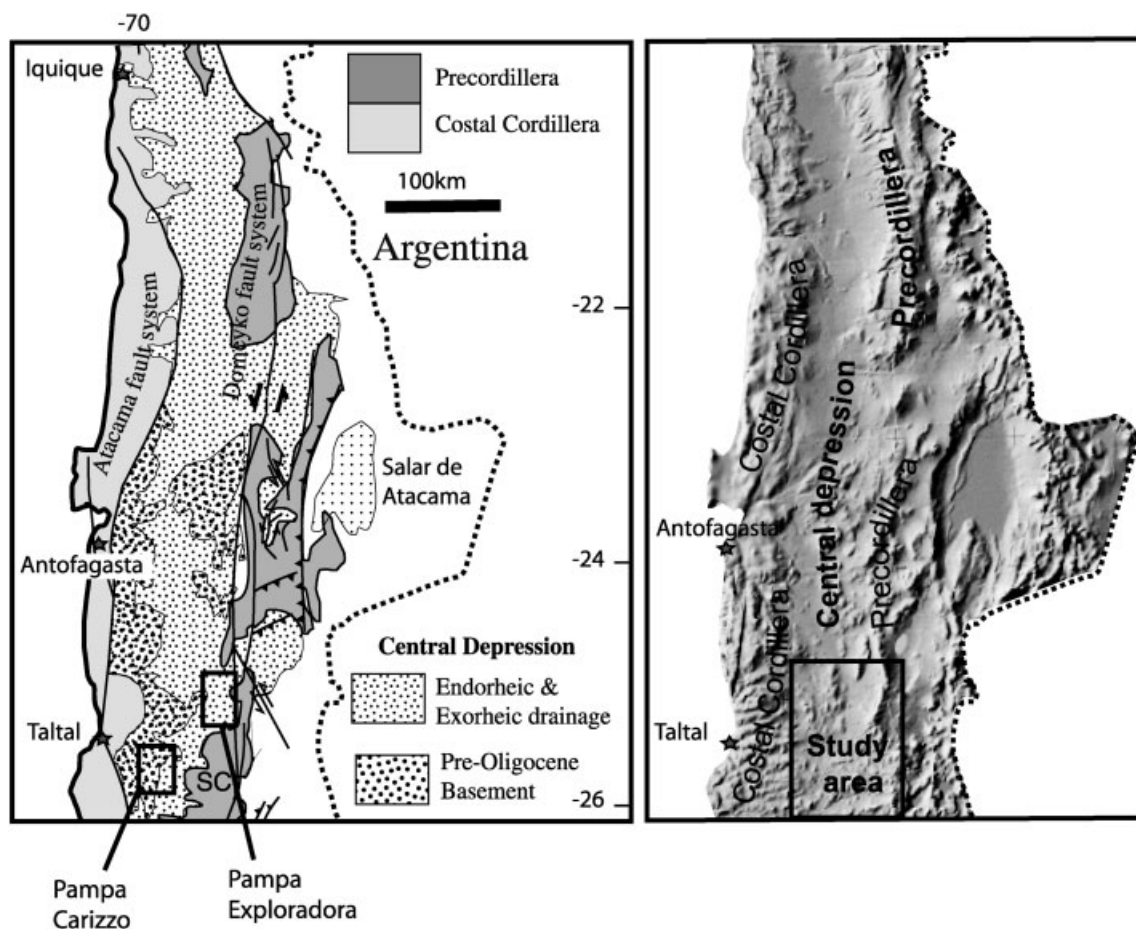 -70
Iquique
Precordillera
Costal Cordillera
100km
Argentina
Atacama fault system
Domeyko fault system
-22
Salar de
Atacama
Antofagasta
-24
Central Depression
Endorheic &
Exorheic drainage
Taltal
Pre-Oligocene
Basement
SC
-26
Pampa
Carizzo
Pampa
Exploradora
Precordillera
Costal Cordillera
Central depression
Precordillera
Antofagasta
Costal Cordillera
Taltal
Study
area